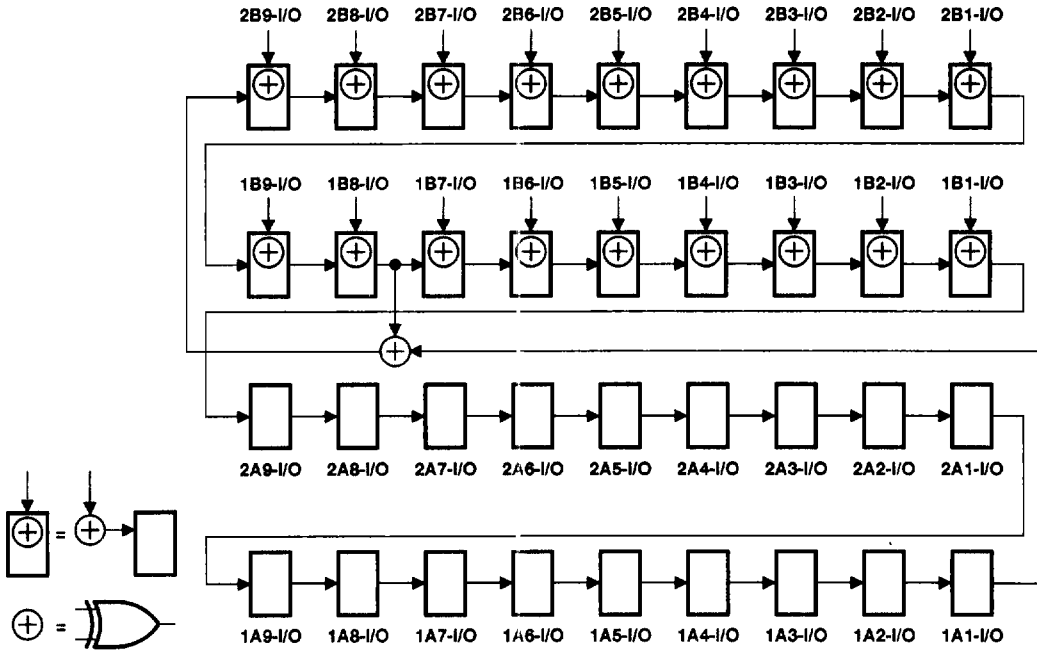 2B9-I/O 2B8-I/O 2B7-I/O 2B6-I/O 2B5-I/O 2B4-I/O 2B3-I/O 2B2-I/O 2B1-I/O
1B9-I/O 1B8-I/O 1B7-I/O 1B6-I/O 1B5-I/O 1B4-I/O 1B3-I/O 1B2-I/O 1B1-I/O
2A9-I/O 2A8-I/O 2A7-I/O 2A6-I/O 2A5-I/O 2A4-I/O 2A3-I/O 2A2-I/O 2A1-I/O
=
=
1A9-I/O 1A8-I/O 1A7-I/O 1A6-I/O 1A5-I/O 1A4-I/O 1A3-I/O 1A2-I/O 1A1-I/O